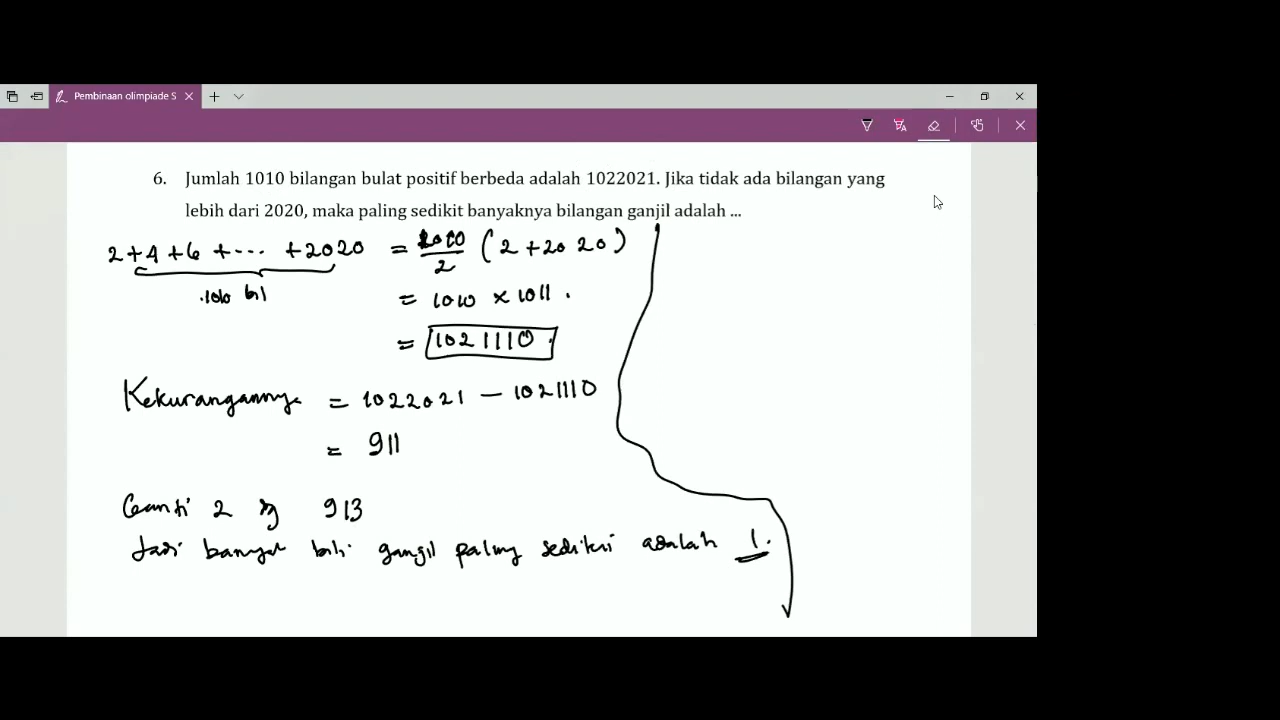 Pembinaan olimpiade S
6. Jumlah 1010 bilangan bulat positif berbeda adalah 1022021. Jika tidak ada bilangan yang
lebih dari 2020, maka paling sedikit banyaknya bilangan ganjil adalah ...
2 + 4 + 6 + ... + 2020 = 1010/2 (2 + 2020)
bil
= 1010 × 1011 .
= 1021110 .
Kekurangannya = 1022021 − 1021110
= 911
Ganti 2 dg 913
Jadi banyak bil. ganjil paling sedikit adalah 1.